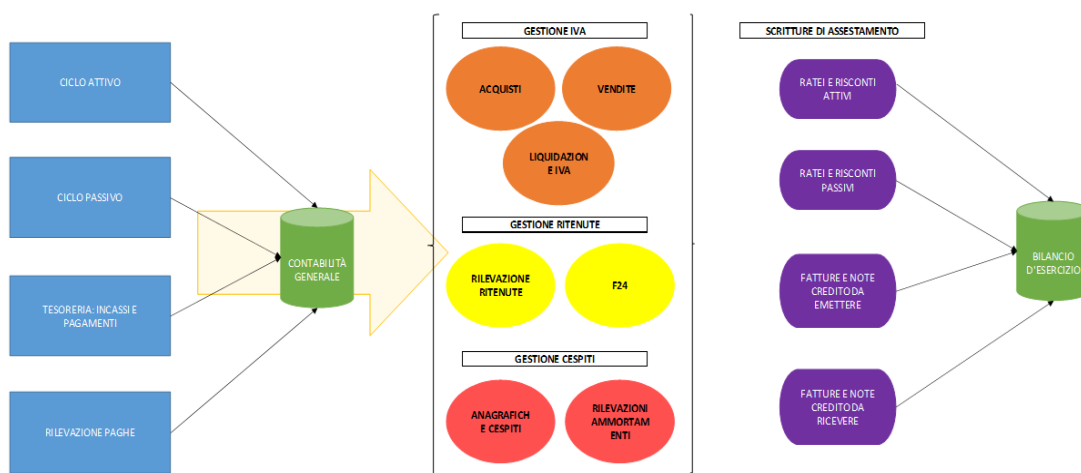 CICLO ATTIVO
CICLO PASSIVO
TESORERIA: INCASSI E
PAGAMENTI
RILEVAZIONE PAGHE
CONTABILITÀ
GENERALE
GESTIONE IVA
ACQUISTI
VENDITE
LIQUIDAZION
E IVA
GESTIONE RITENUTE
RILEVAZIONE
RITENUTE
F24
GESTIONE CESPITI
ANAGRAFICH
E CESPITI
RILEVAZIONI
AMMORTAM
ENTI
SCRITTURE DI ASSESTAMENTO
RATEI E RISCONTI
ATTIVI
RATEI E RISCONTI
PASSIVI
FATTURE E NOTE
CREDITO DA
EMETTERE
FATTURE E NOTE
CREDITO DA
RICEVERE
BILANCIO
D'ESERCIZIO